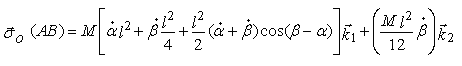 σ⃗_O (AB) = M[α̇ l² + β̇ l²/4 + l²/2 (α̇ + β̇) cos(β − α)] k⃗₁ + (M l²/12 β̇) k⃗₂